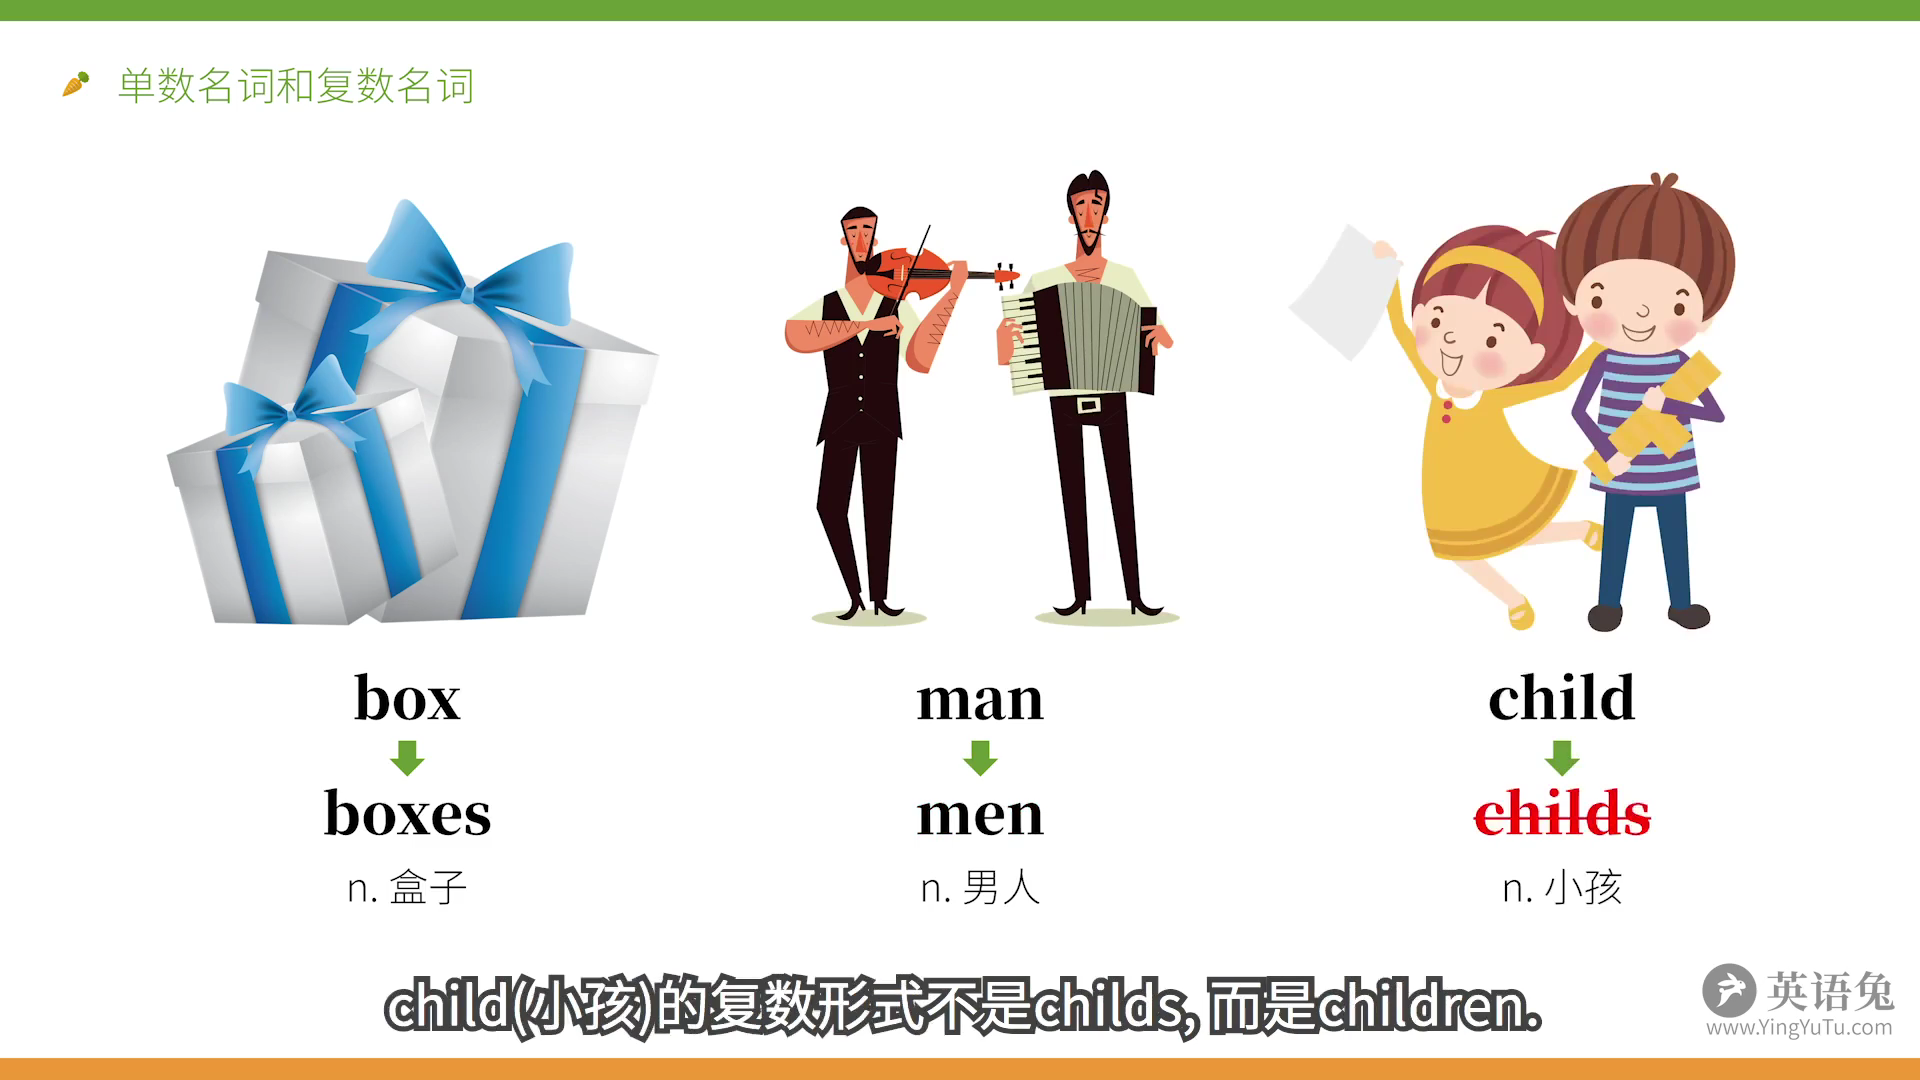 单数名词和复数名词
box
boxes
n. 盒子
man
men
n. 男人
child
childs
n. 小孩
child(小孩)的复数形式不是childs, 而是children.
英语兔
www.YingYuTu.com